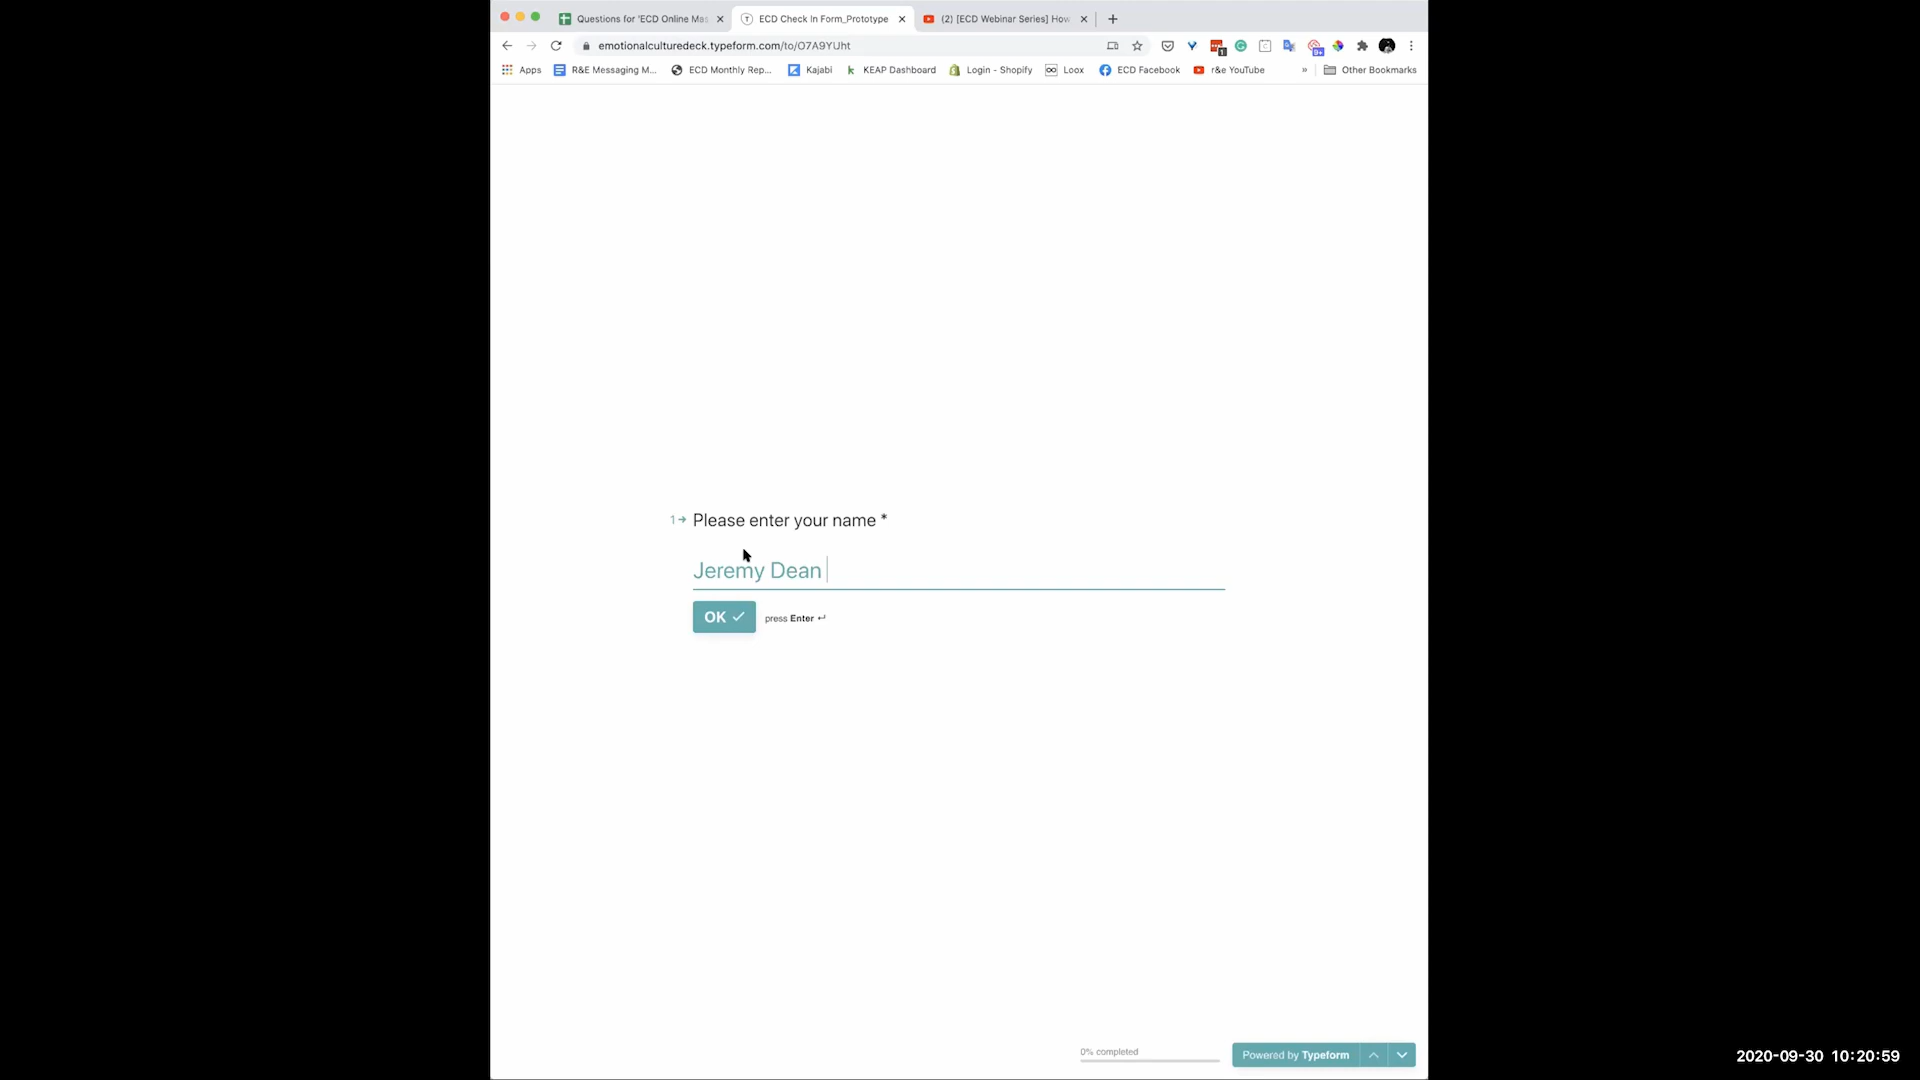 Questions for 'ECD Online Mas
ECD Check In Form_Prototype
(2) [ECD Webinar Series] How
emotionalculturedeck.typeform.com/to/O7A9YUht
Apps
R&E Messaging M...
ECD Monthly Rep...
Kajabi
KEAP Dashboard
Login - Shopify
Loox
ECD Facebook
r&e YouTube
»
Other Bookmarks
1 Please enter your name *
Jeremy Dean
OK
press Enter
0% completed
Powered by Typeform
2020-09-30 10:20:59